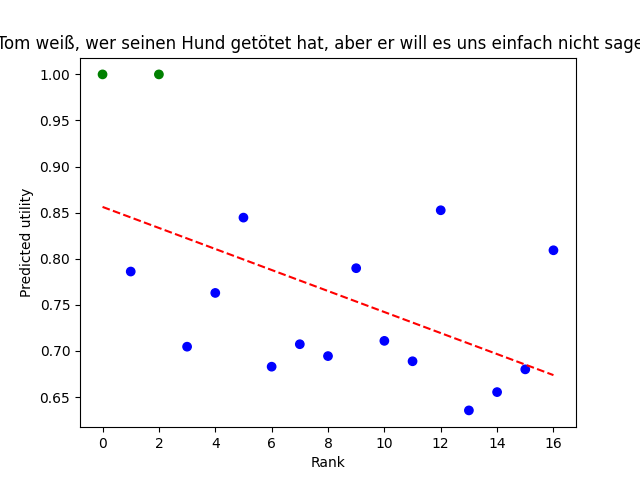 Tom weiß, wer seinen Hund getötet hat, aber er will es uns einfach nicht sage
1.00
0.95
0.90
0.85
0.80
0.75
0.70
0.65
Predicted utility
0 2 4 6 8 10 12 14 16
Rank